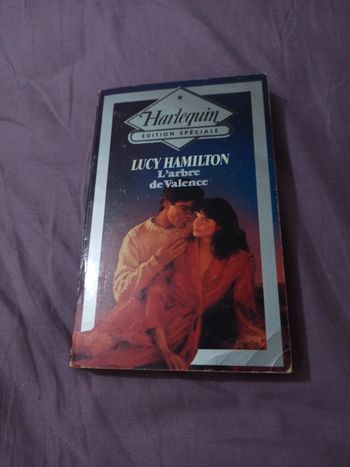 Harlequin
ÉDITION SPÉCIALE
LUCY HAMILTON
L'arbre
de Valence